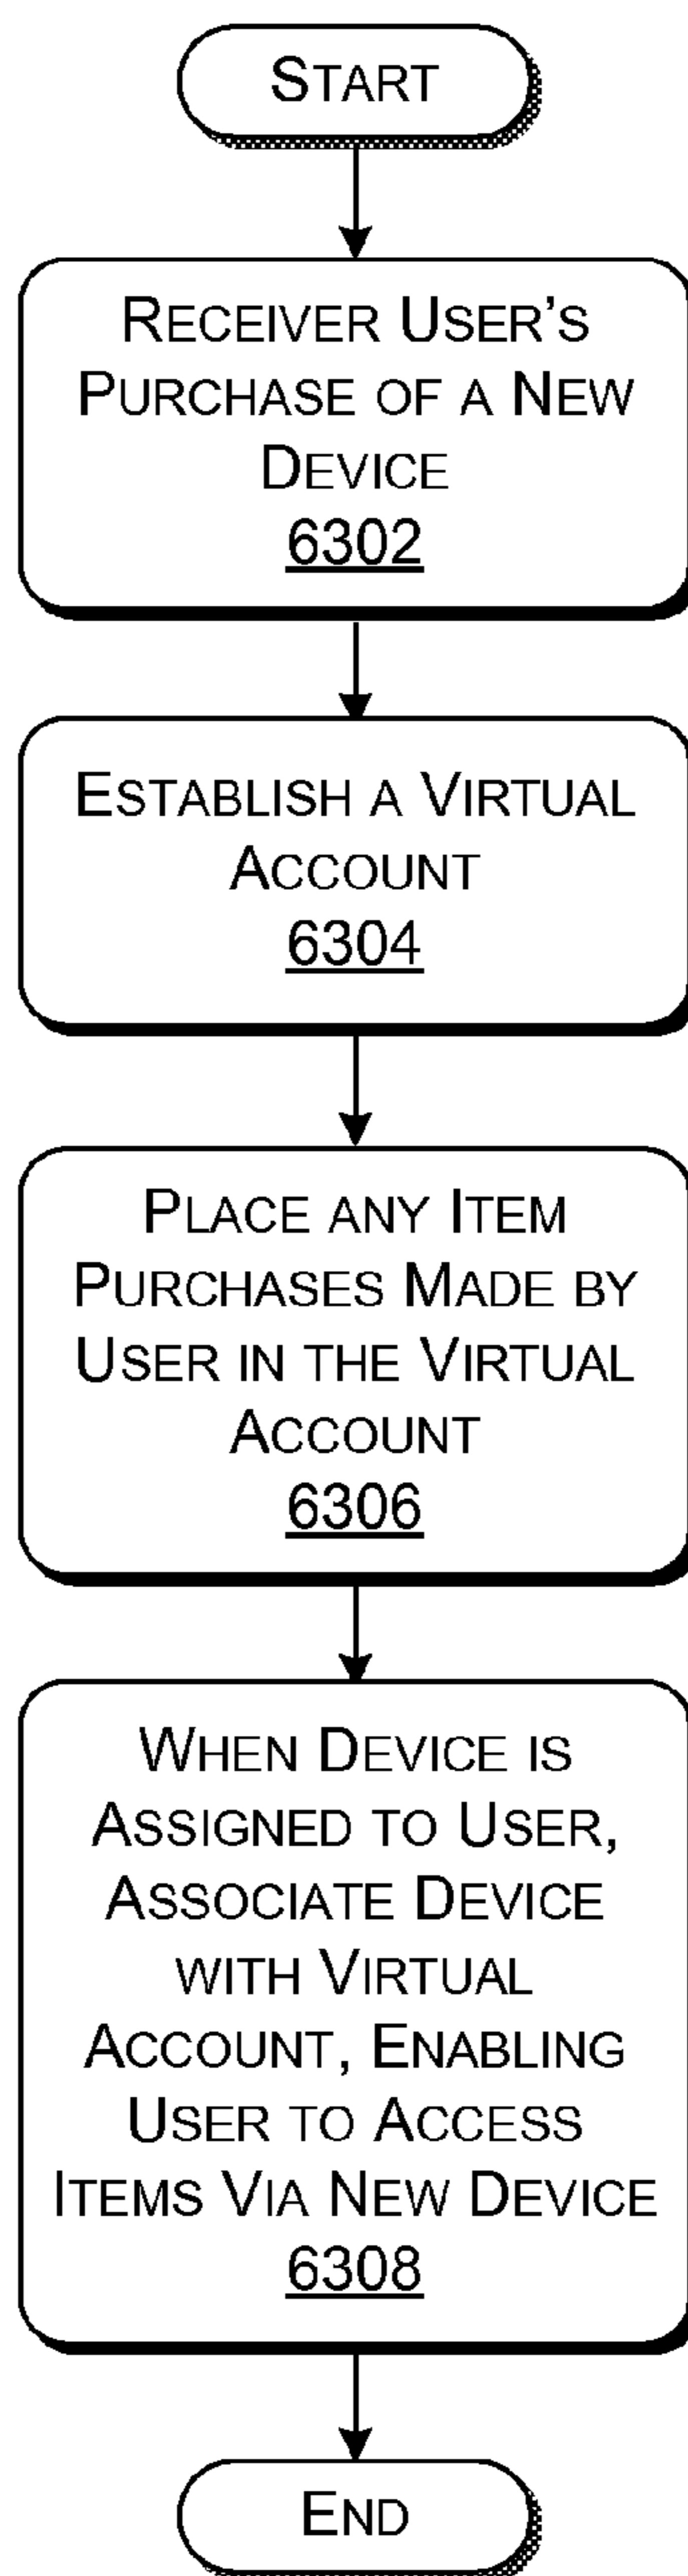 START
RECEIVER USER'S
PURCHASE OF A NEW
DEVICE
6302
ESTABLISH A VIRTUAL
ACCOUNT
6304
PLACE ANY ITEM
PURCHASES MADE BY
USER IN THE VIRTUAL
ACCOUNT
6306
WHEN DEVICE IS
ASSIGNED TO USER,
ASSOCIATE DEVICE
WITH VIRTUAL
ACCOUNT, ENABLING
USER TO ACCESS
ITEMS VIA NEW DEVICE
6308
END